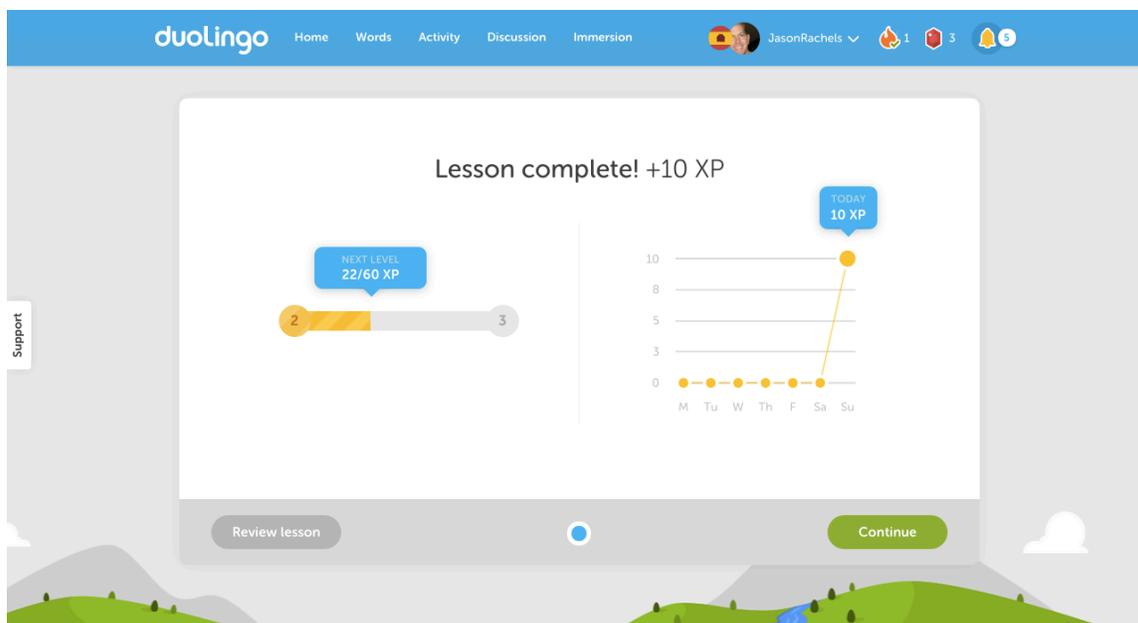 duolingo Home Words Activity Discussion Immersion JasonRachels 1 3 5
Lesson complete! +10 XP
TODAY
10 XP
NEXT LEVEL
22/60 XP
2 3
10
8
5
3
0
M Tu W Th F Sa Su
Support
Review lesson Continue